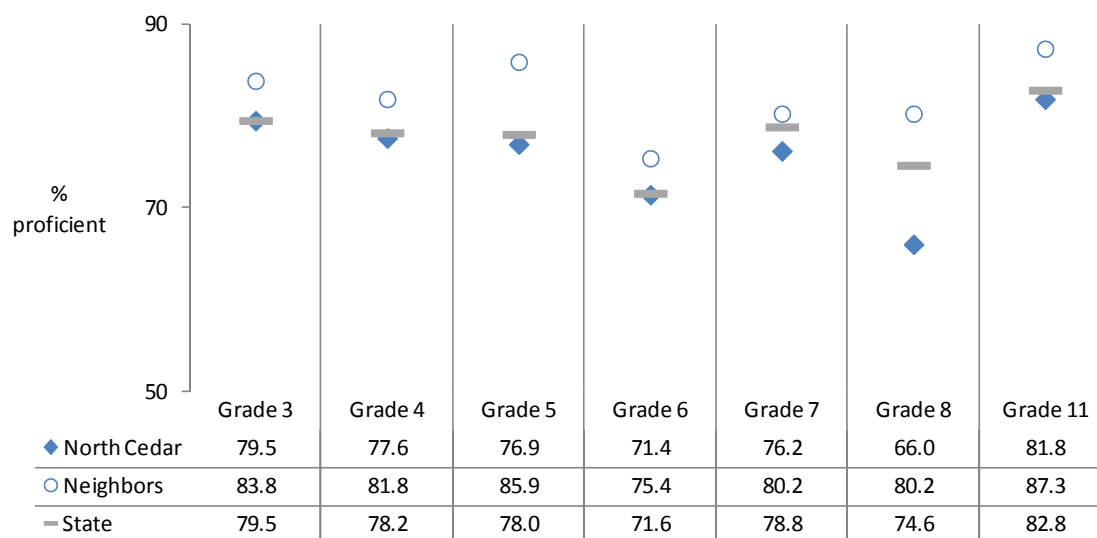 90
%
proficient
70
50
Grade 3 Grade 4 Grade 5 Grade 6 Grade 7 Grade 8 Grade 11
North Cedar 79.5 77.6 76.9 71.4 76.2 66.0 81.8
Neighbors 83.8 81.8 85.9 75.4 80.2 80.2 87.3
State 79.5 78.2 78.0 71.6 78.8 74.6 82.8